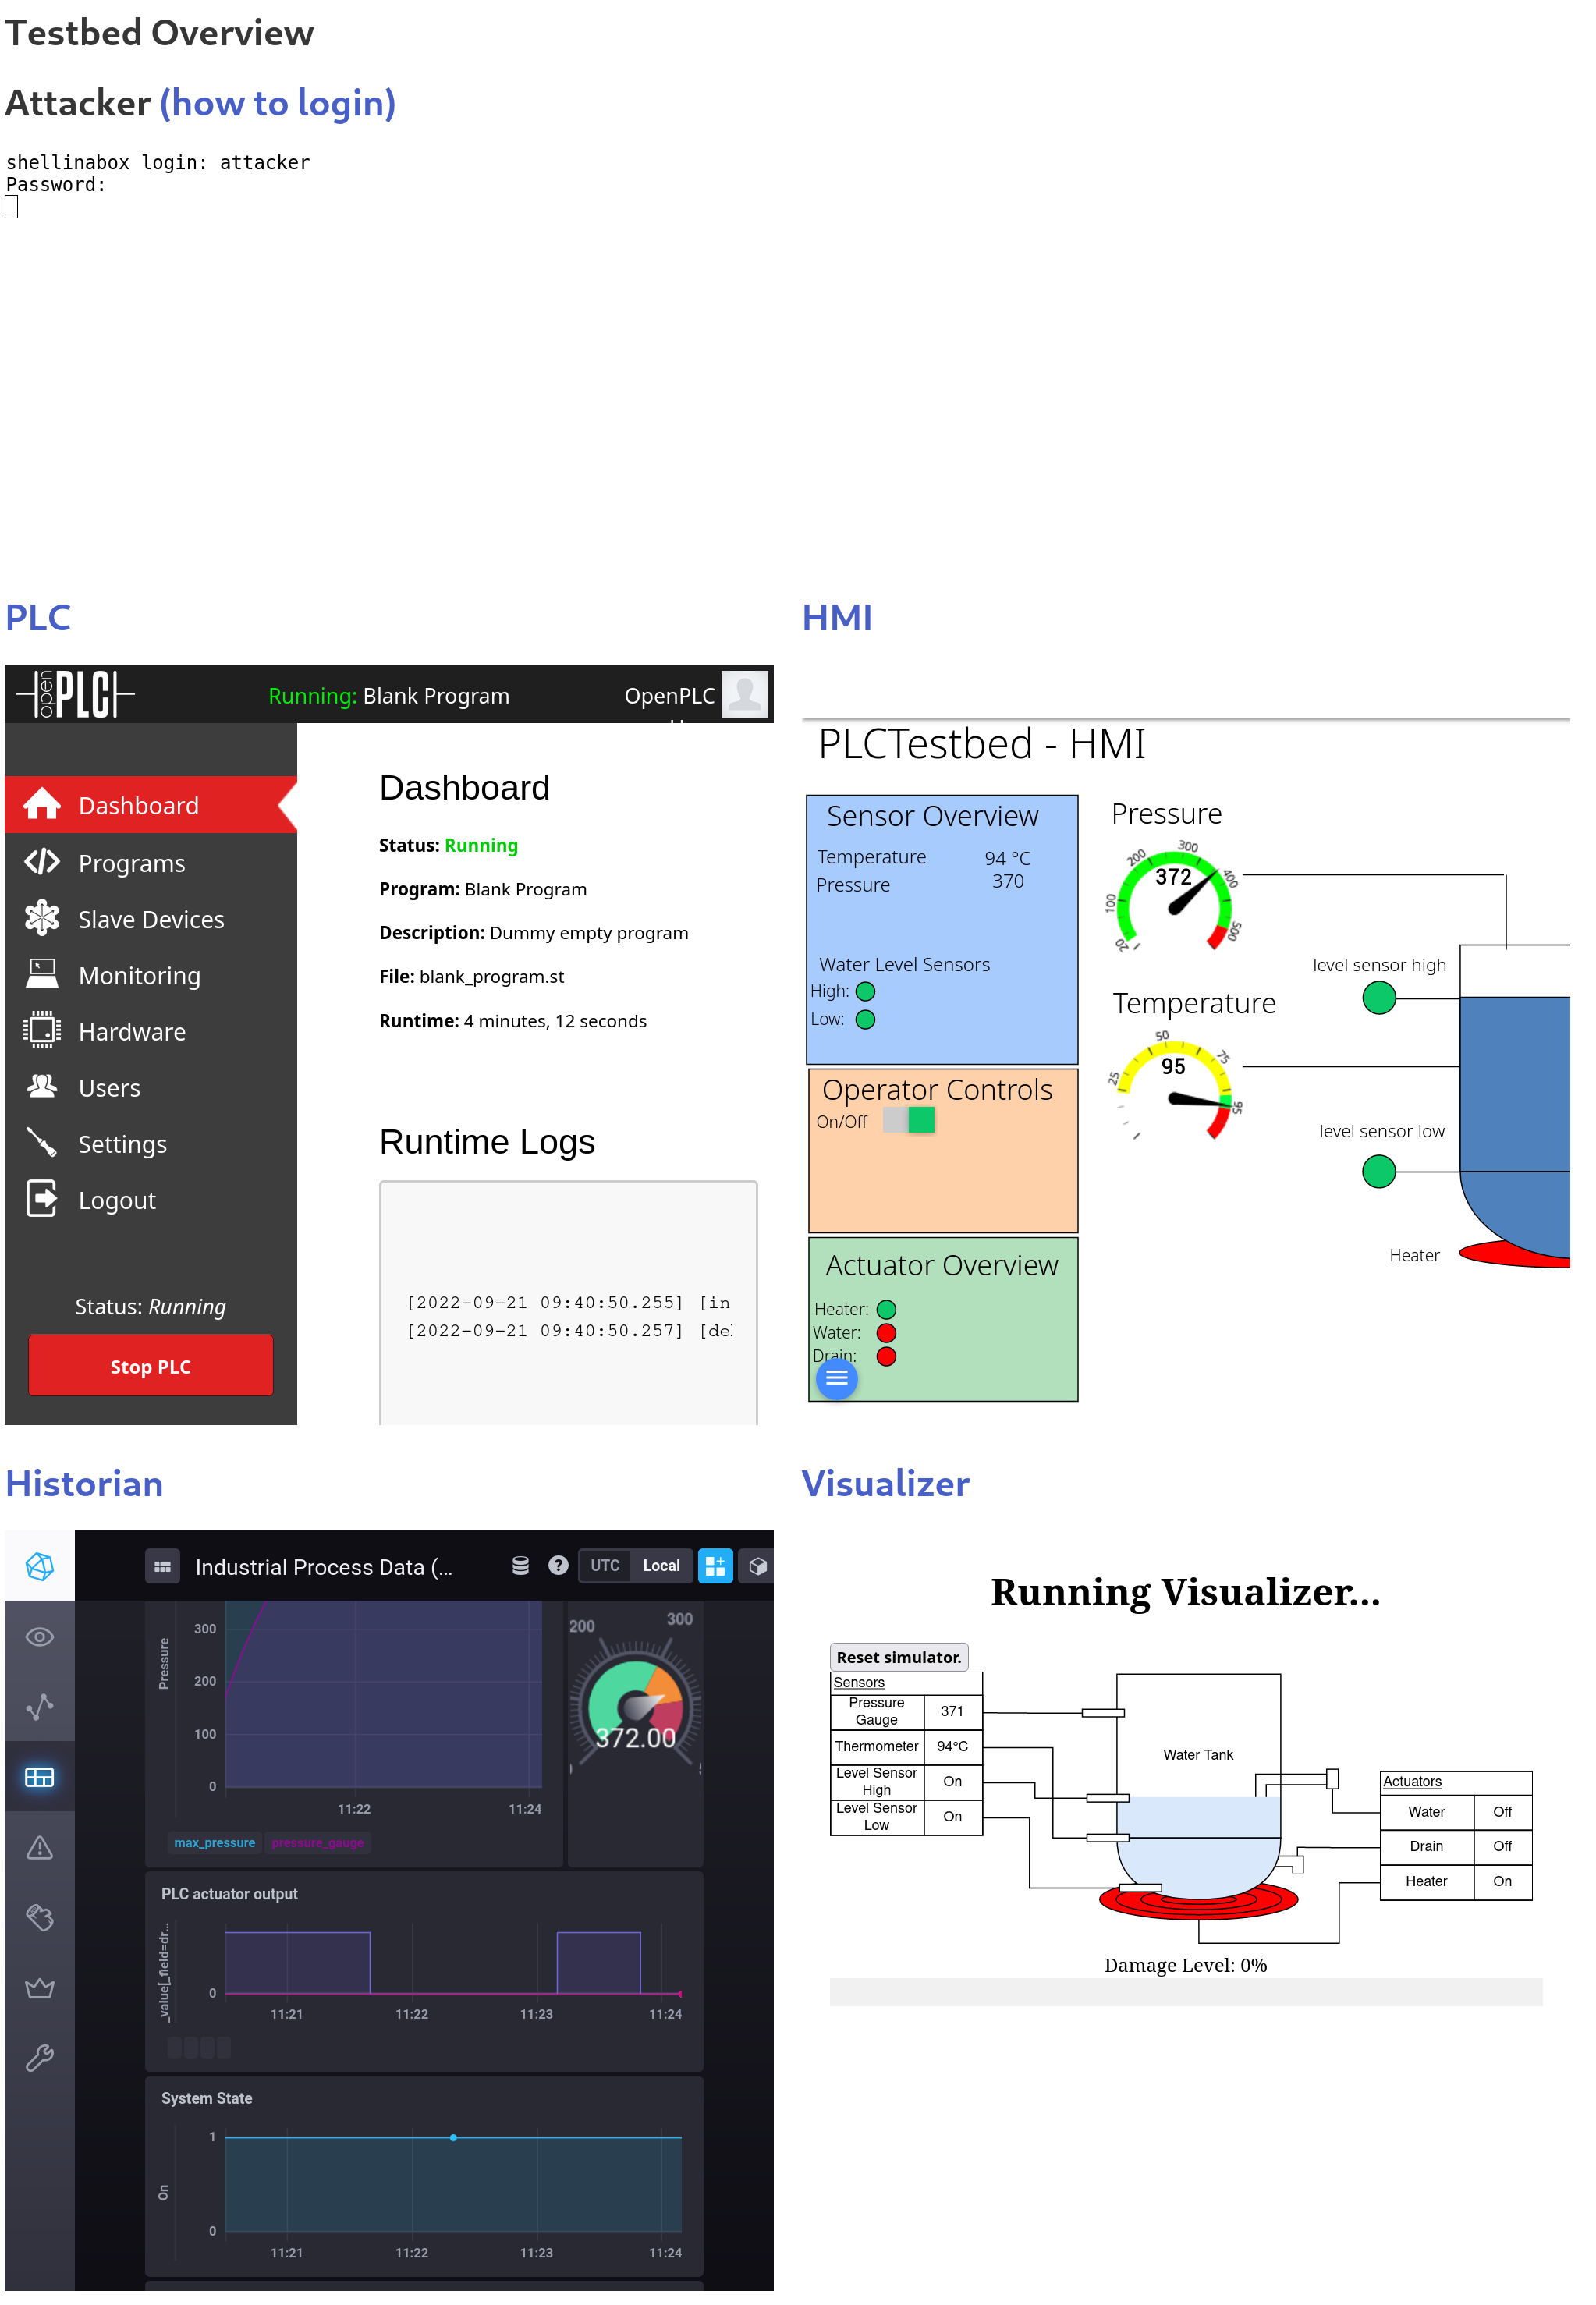 Testbed Overview
Attacker (how to login)
shellinabox login: attacker
Password:
PLC
HMI
open PLC
Running: Blank Program
OpenPLC
Dashboard
Programs
Slave Devices
Monitoring
Hardware
Users
Settings
Logout
Status: Running
Stop PLC
Dashboard
Status: Running
Program: Blank Program
Description: Dummy empty program
File: blank_program.st
Runtime: 4 minutes, 12 seconds
Runtime Logs
[2022-09-21 09:40:50.255] [in
[2022-09-21 09:40:50.257] [de
PLCTestbed - HMI
Sensor Overview
Temperature 94 °C
Pressure 370
Water Level Sensors
High:
Low:
Operator Controls
On/Off
Actuator Overview
Heater:
Water:
Drain:
Pressure
20 100 200 300 400 500
372
Temperature
25 50 75 95
95
level sensor high
level sensor low
Heater
Historian
Visualizer
Industrial Process Data (...
UTC Local
Pressure
300
200
100
0
11:22 11:24
max_pressure pressure_gauge
200 300
372.00
PLC actuator output
_value[_field=dr...
0
11:21 11:22 11:23 11:24
System State
On
1
0
11:21 11:22 11:23 11:24
Running Visualizer...
Reset simulator.
Sensors
Pressure Gauge 371
Thermometer 94°C
Level Sensor High On
Level Sensor Low On
Water Tank
Actuators
Water Off
Drain Off
Heater On
Damage Level: 0%